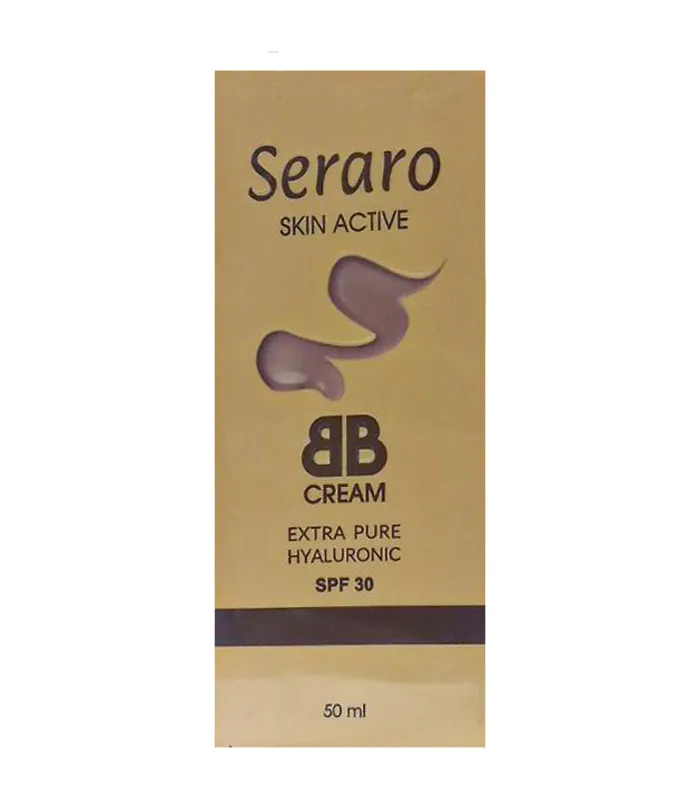 Seraro
SKIN ACTIVE
BB
CREAM
EXTRA PURE
HYALURONIC
SPF 30
50 ml